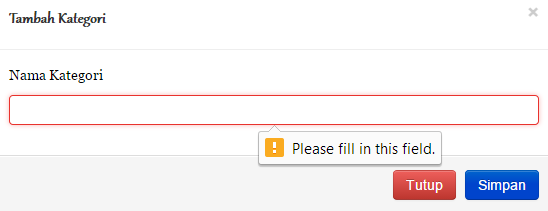 Tambah Kategori
×
Nama Kategori
! Please fill in this field.
Tutup Simpan